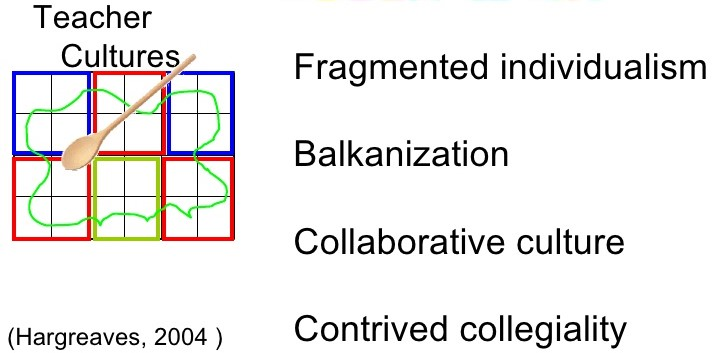 Teacher
Cultures
Fragmented individualism
Balkanization
Collaborative culture
Contrived collegiality
(Hargreaves, 2004 )